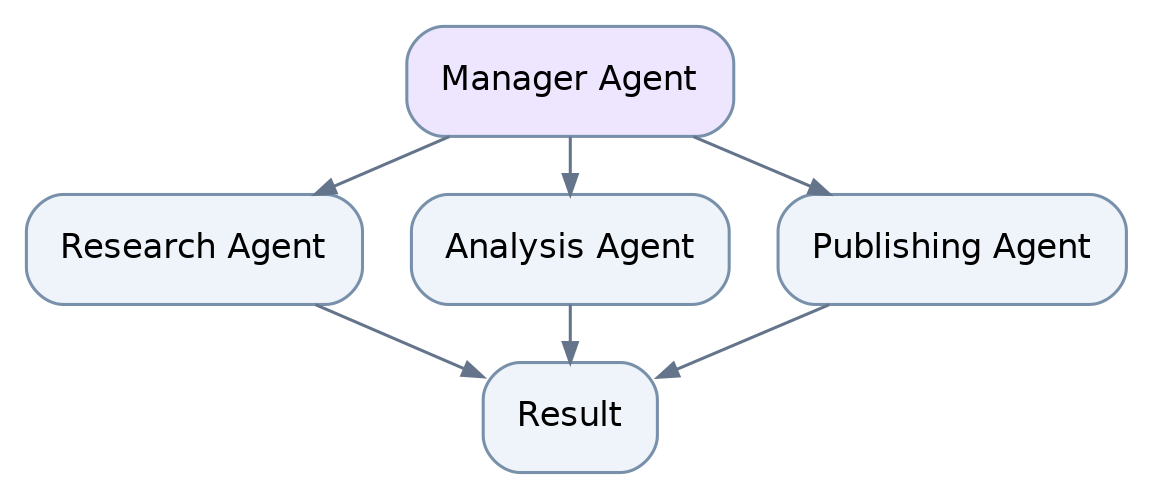 Manager Agent
Research Agent
Analysis Agent
Publishing Agent
Result